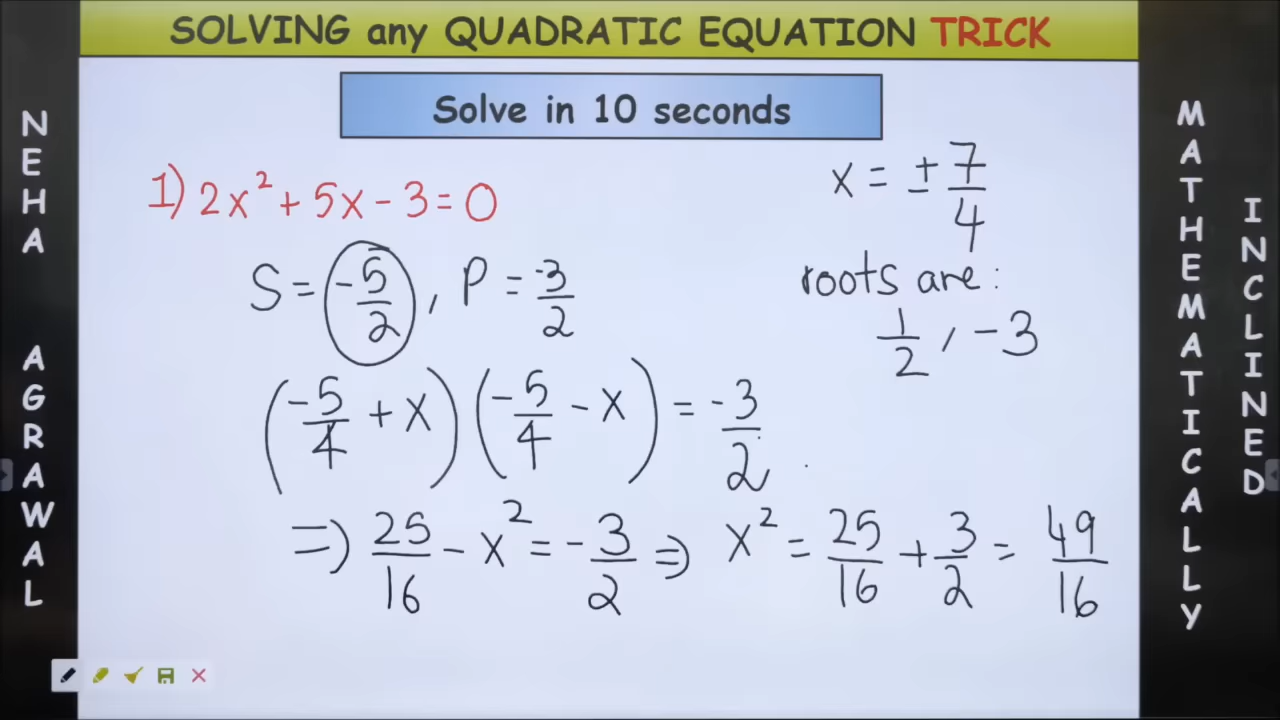 SOLVING any QUADRATIC EQUATION TRICK
Solve in 10 seconds
1) 2x² + 5x - 3 = 0
S = -5/2 , P = -3/2
(-5/4 + x) (-5/4 - x) = -3/2
=) 25/16 - x² = -3/2 =) x² = 25/16 + 3/2 = 49/16
x = ± 7/4
roots are:
1/2 , -3
NEHA AGRAWAL
MATHEMATICALLY
INCLINED